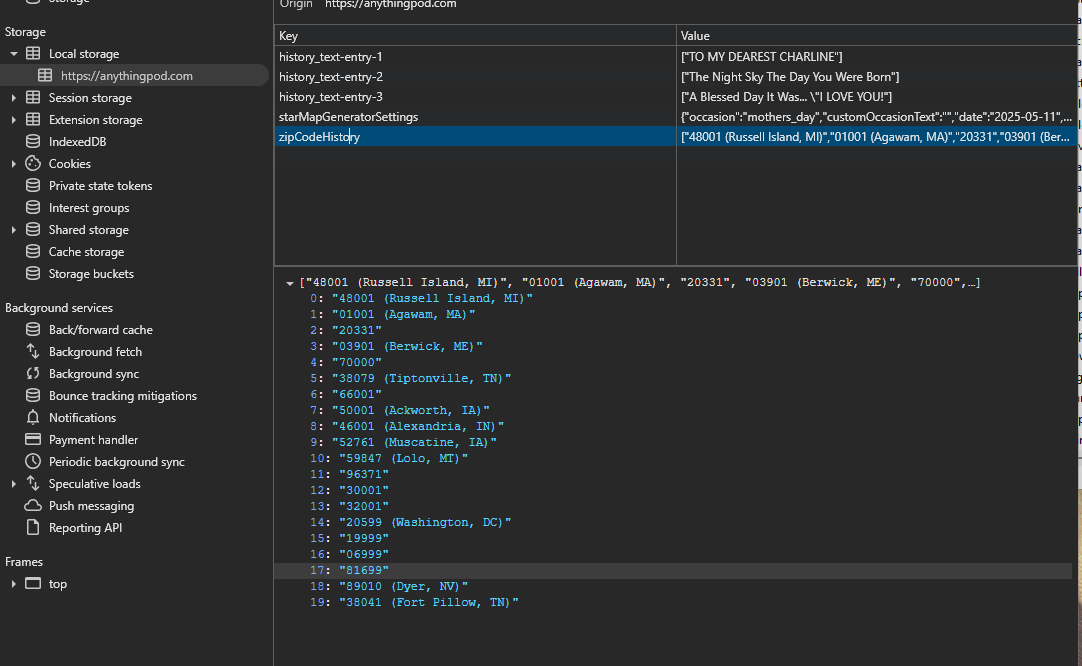 Storage
Origin https://anythingpod.com
Storage
Local storage
https://anythingpod.com
Session storage
Extension storage
IndexedDB
Cookies
Private state tokens
Interest groups
Shared storage
Cache storage
Storage buckets
Background services
Back/forward cache
Background fetch
Background sync
Bounce tracking mitigations
Notifications
Payment handler
Periodic background sync
Speculative loads
Push messaging
Reporting API
Frames
top
Key Value
history_text-entry-1 ["TO MY DEAREST CHARLINE"]
history_text-entry-2 ["The Night Sky The Day You Were Born"]
history_text-entry-3 ["A Blessed Day It Was... \"I LOVE YOU!"]
starMapGeneratorSettings {"occasion":"mothers_day","customOccasionText":"","date":"2025-05-11",...
zipCodeHistory ["48001 (Russell Island, MI)","01001 (Agawam, MA)","20331","03901 (Ber...
["48001 (Russell Island, MI)", "01001 (Agawam, MA)", "20331", "03901 (Berwick, ME)", "70000",…]
0: "48001 (Russell Island, MI)"
1: "01001 (Agawam, MA)"
2: "20331"
3: "03901 (Berwick, ME)"
4: "70000"
5: "38079 (Tiptonville, TN)"
6: "66001"
7: "50001 (Ackworth, IA)"
8: "46001 (Alexandria, IN)"
9: "52761 (Muscatine, IA)"
10: "59847 (Lolo, MT)"
11: "96371"
12: "30001"
13: "32001"
14: "20599 (Washington, DC)"
15: "19999"
16: "06999"
17: "81699"
18: "89010 (Dyer, NV)"
19: "38041 (Fort Pillow, TN)"